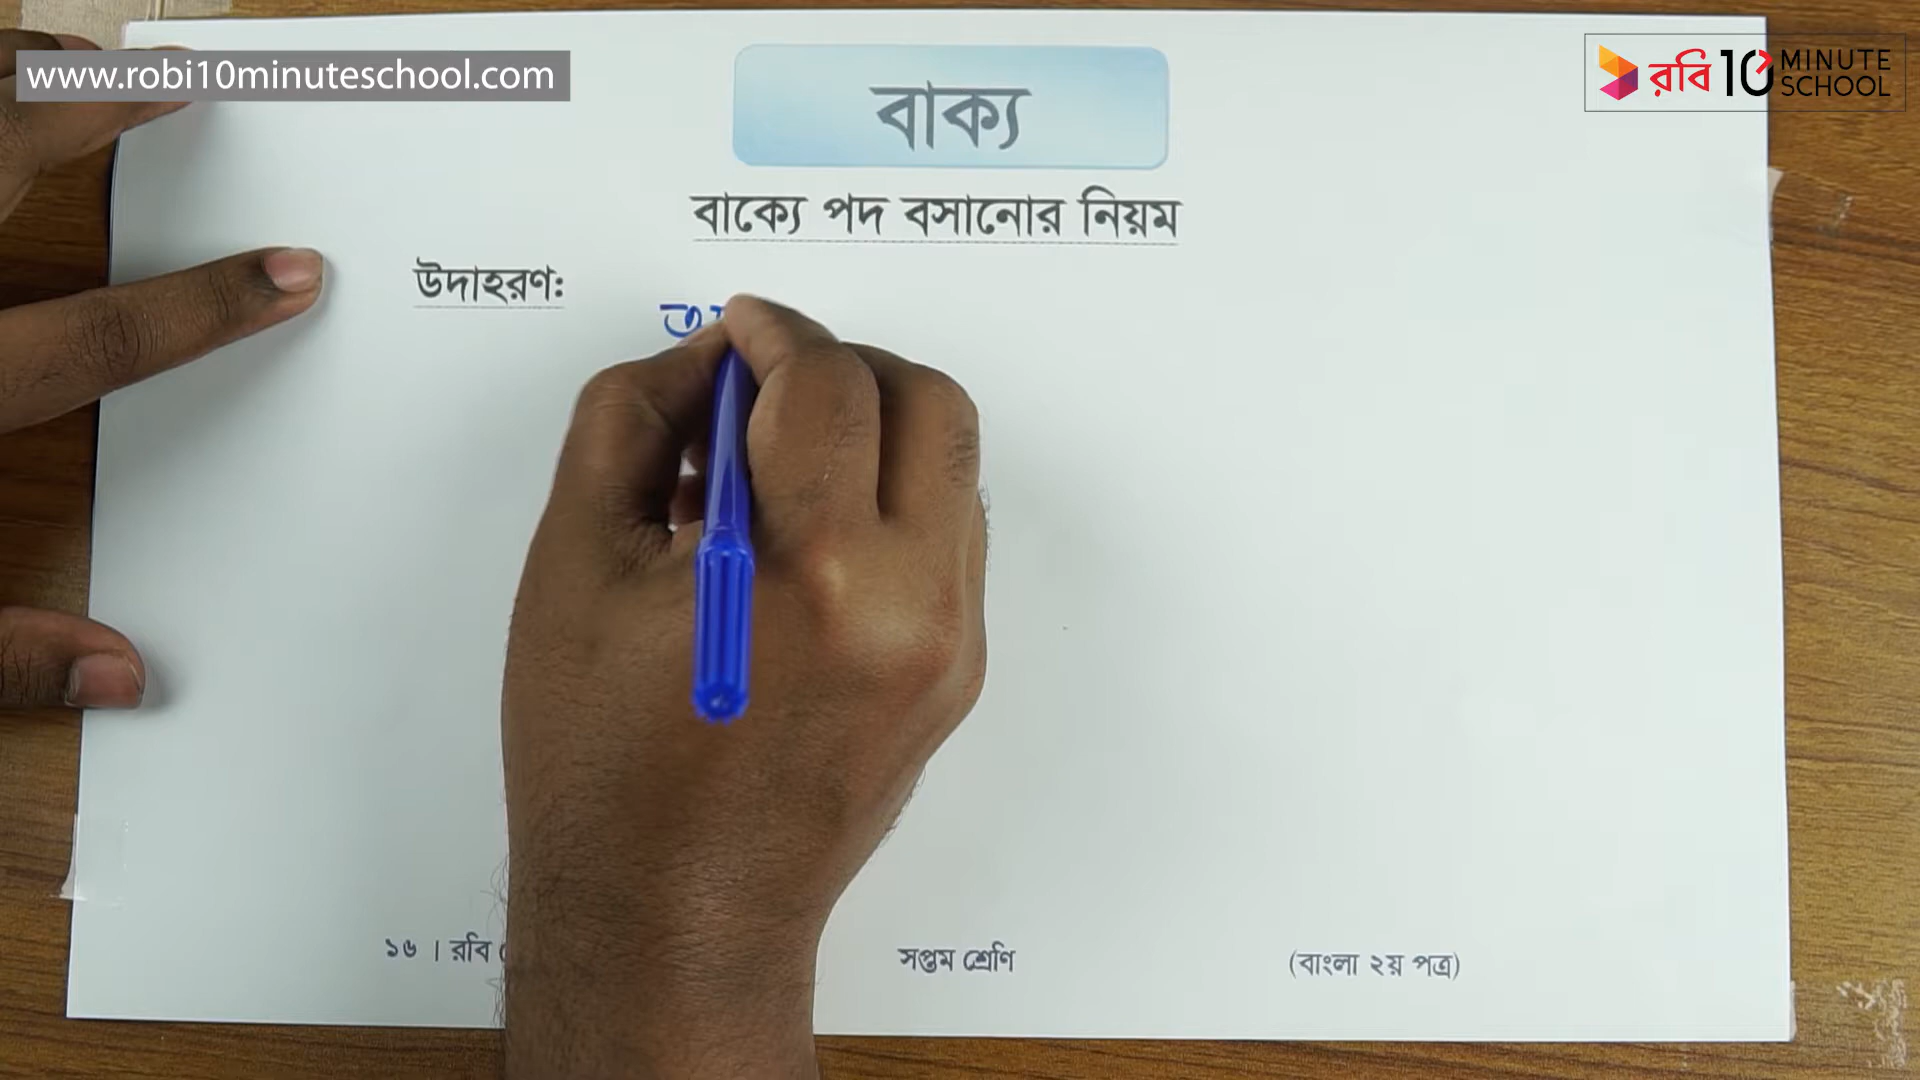 www.robi10minuteschool.com
রবি 10 MINUTE SCHOOL
বাক্য
বাক্যে পদ বসানোর নিয়ম
উদাহরণঃ
১৬ । রবি
সপ্তম শ্রেণি
(বাংলা ২য় পত্র)